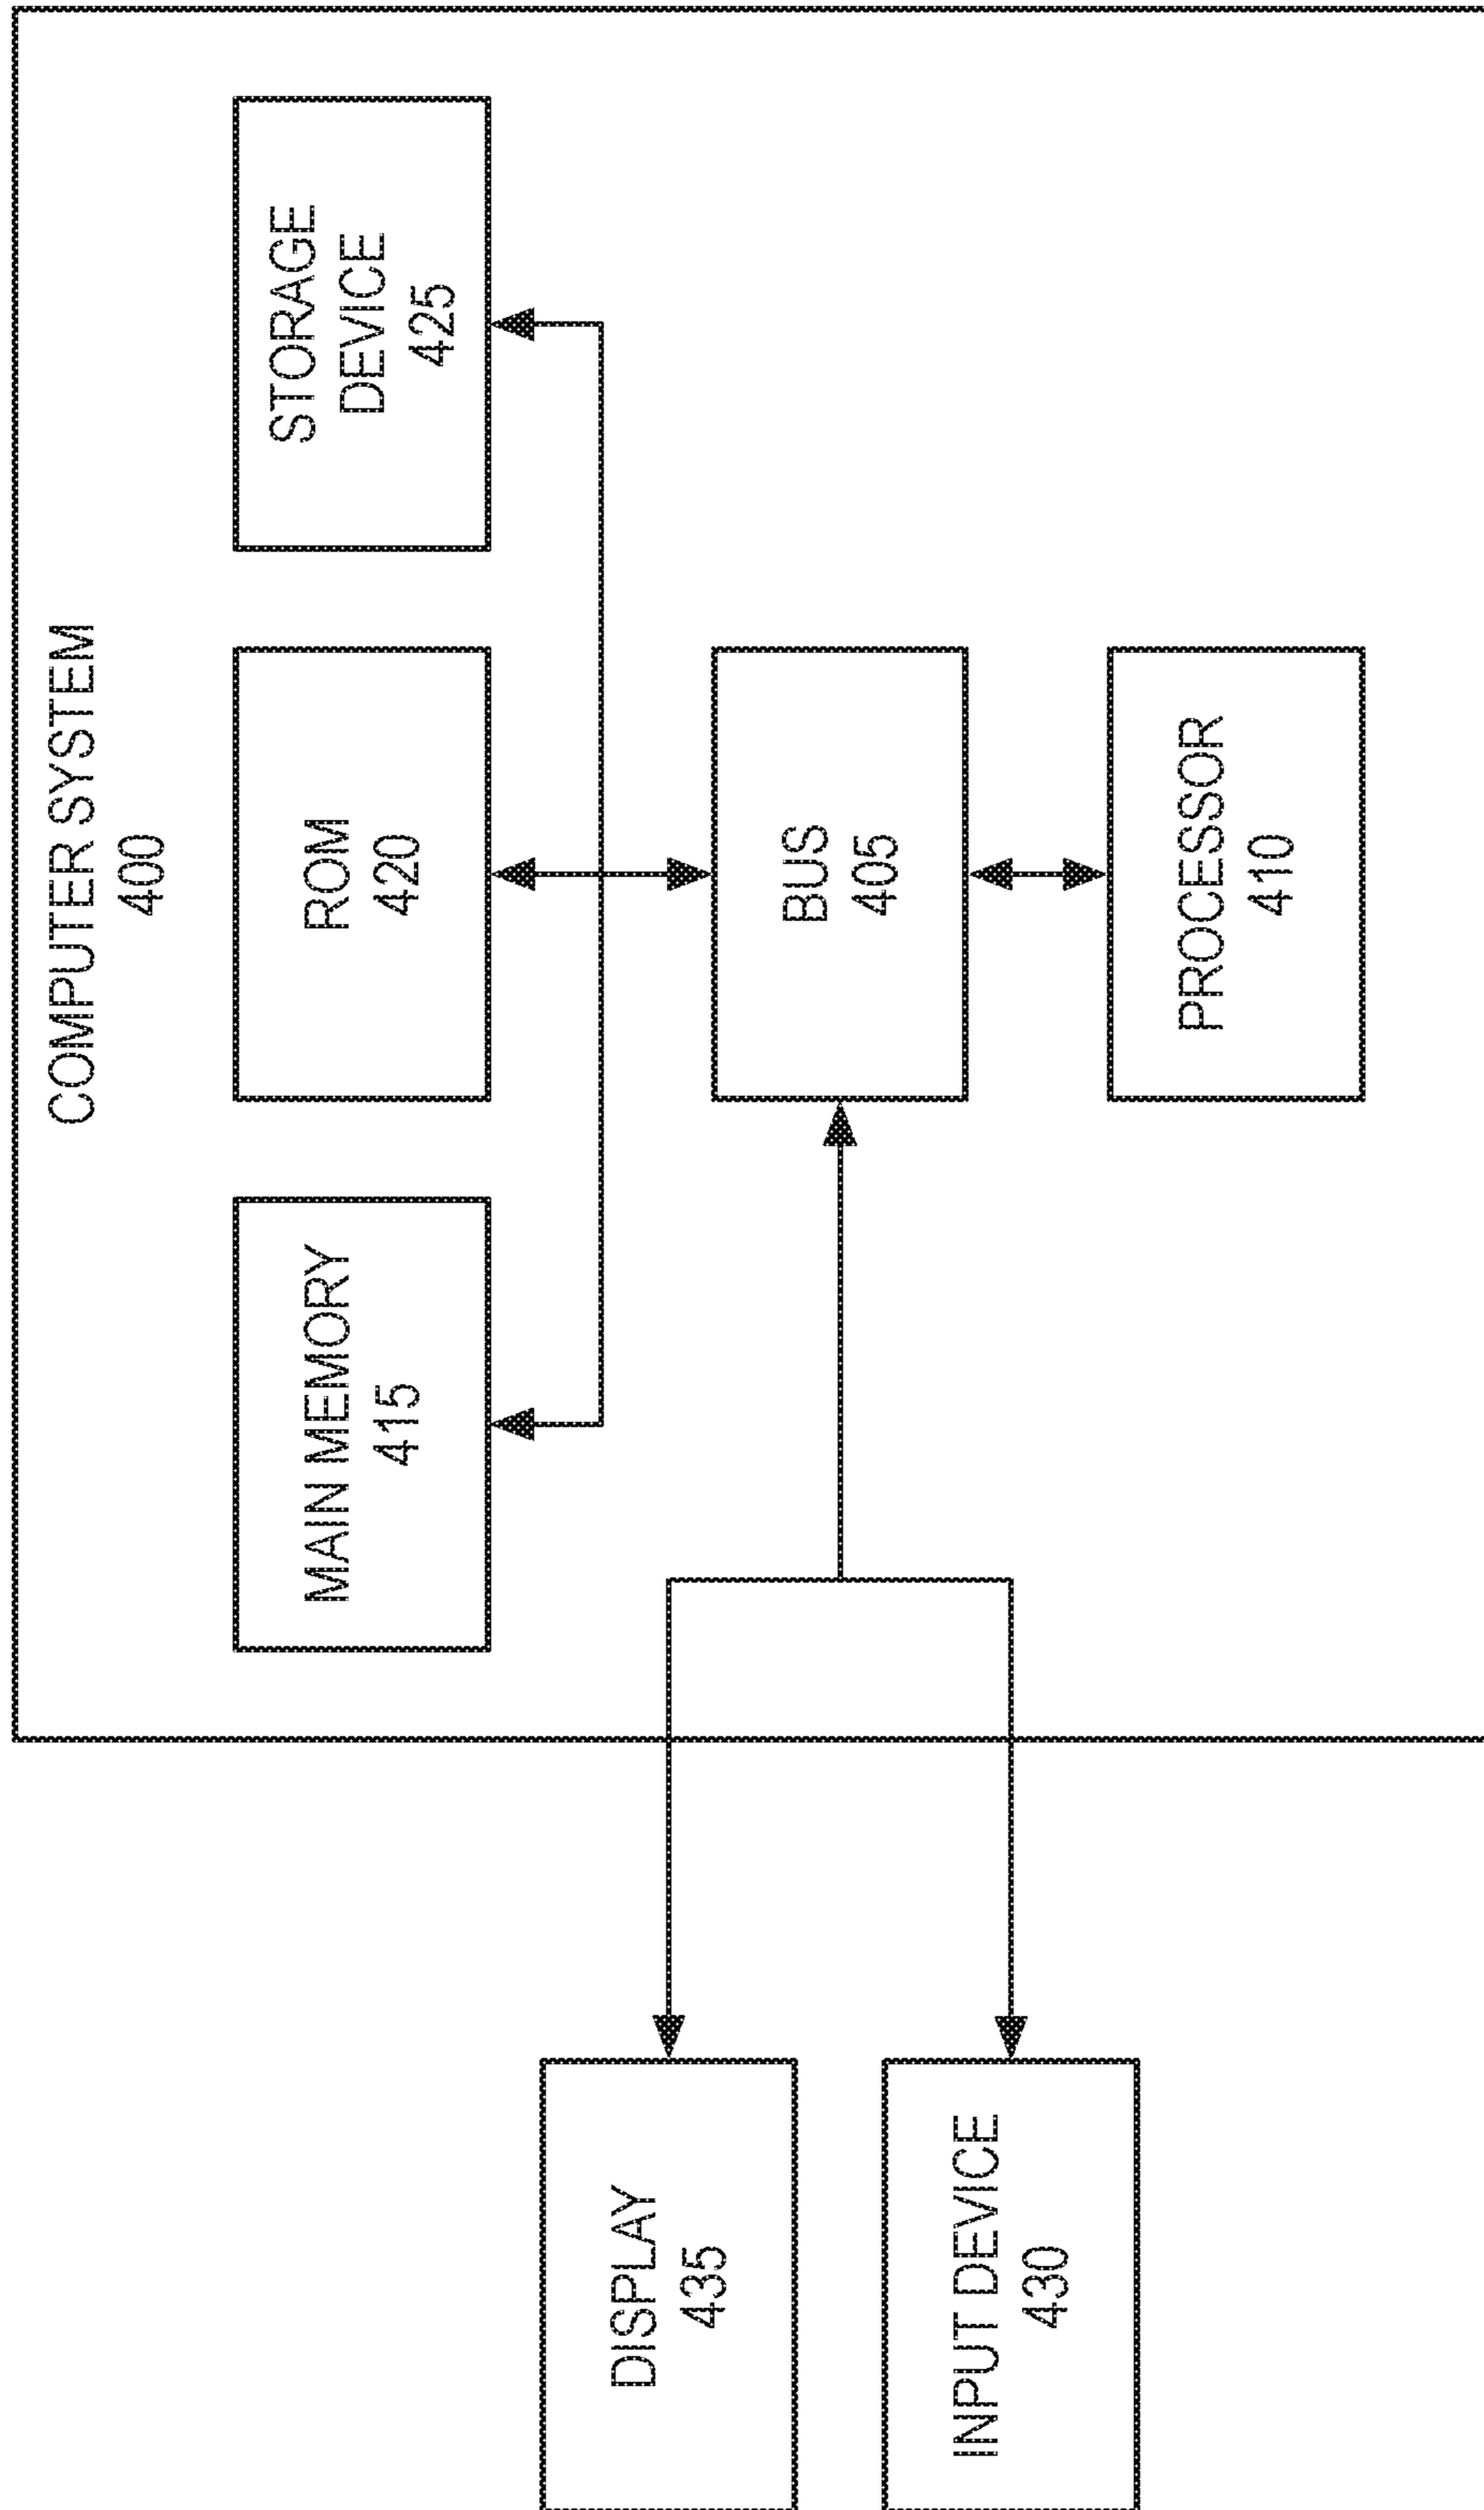 COMPUTER SYSTEM
400
MAIN MEMORY
415
ROM
420
STORAGE
DEVICE
425
DISPLAY
435
BUS
405
INPUT DEVICE
430
PROCESSOR
410